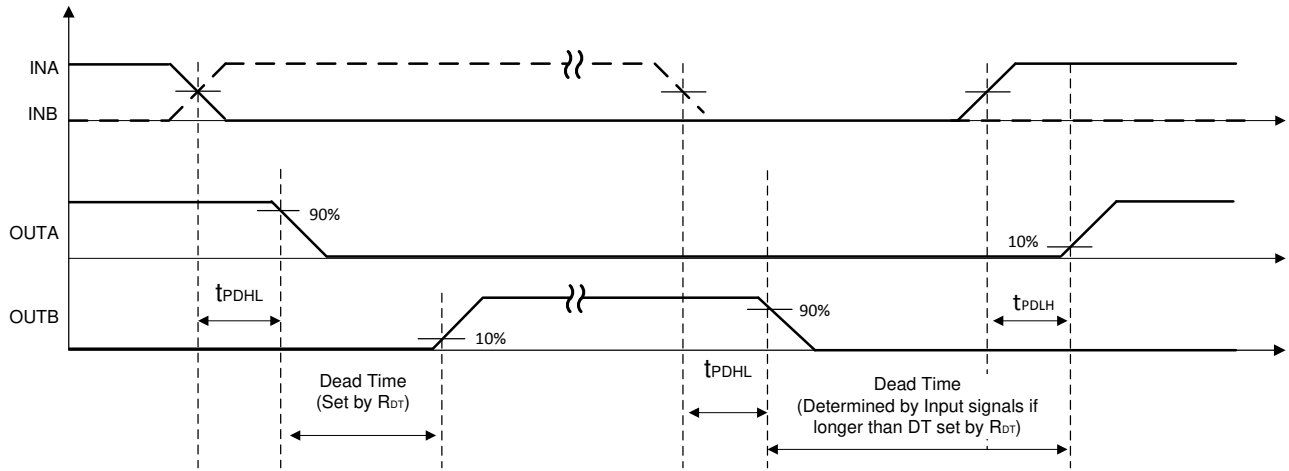 INA
INB
OUTA
90%
10%
tPDHL
tPDLH
OUTB
90%
10%
tPDHL
Dead Time
(Set by RDT)
Dead Time
(Determined by Input signals if
longer than DT set by RDT)